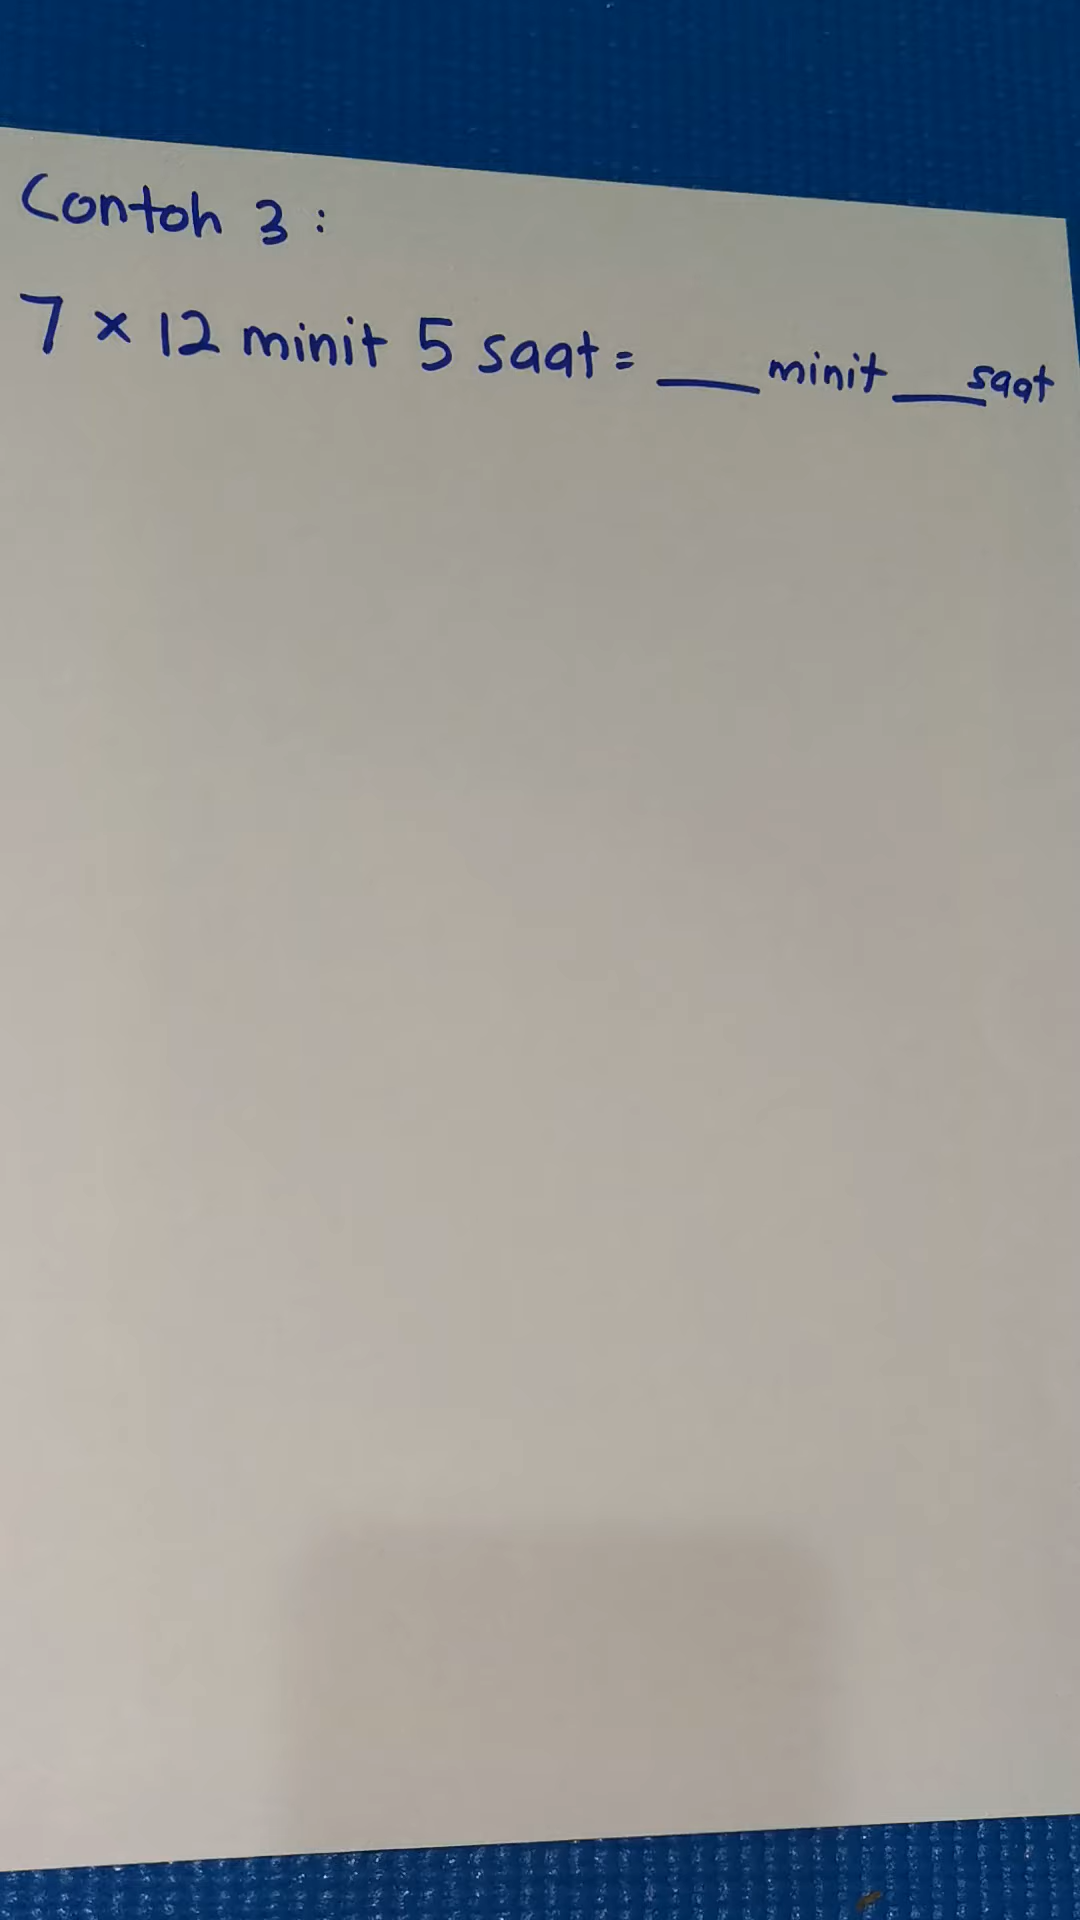 Contoh 3 :
7 × 12 minit 5 saat = ___ minit ___ saat